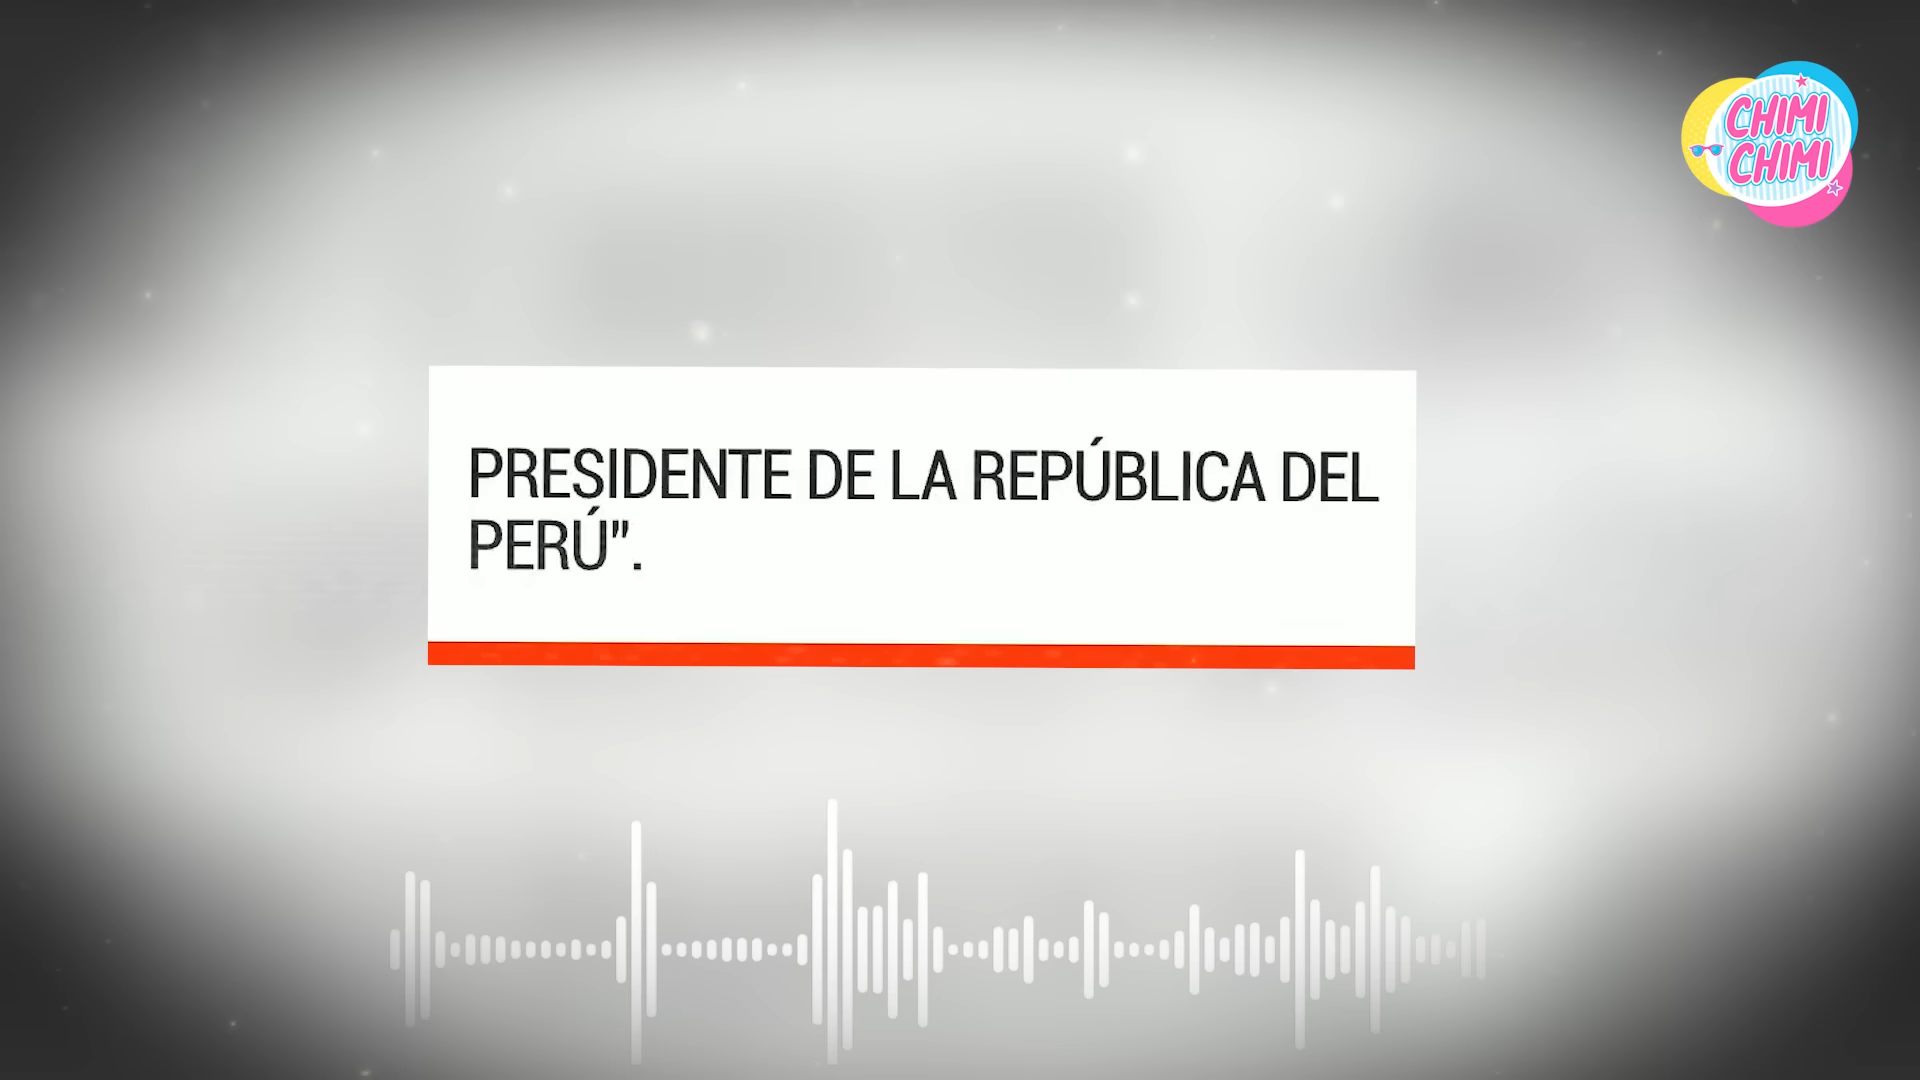 CHIMI
CHIMI
PRESIDENTE DE LA REPÚBLICA DEL
PERÚ".